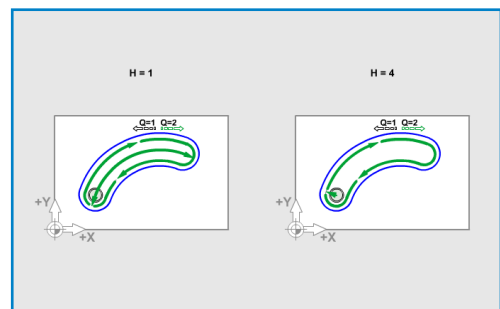 H = 1
H = 4
Q=1 Q=2
Q=1 Q=2
+Y
+X
+Y
+X